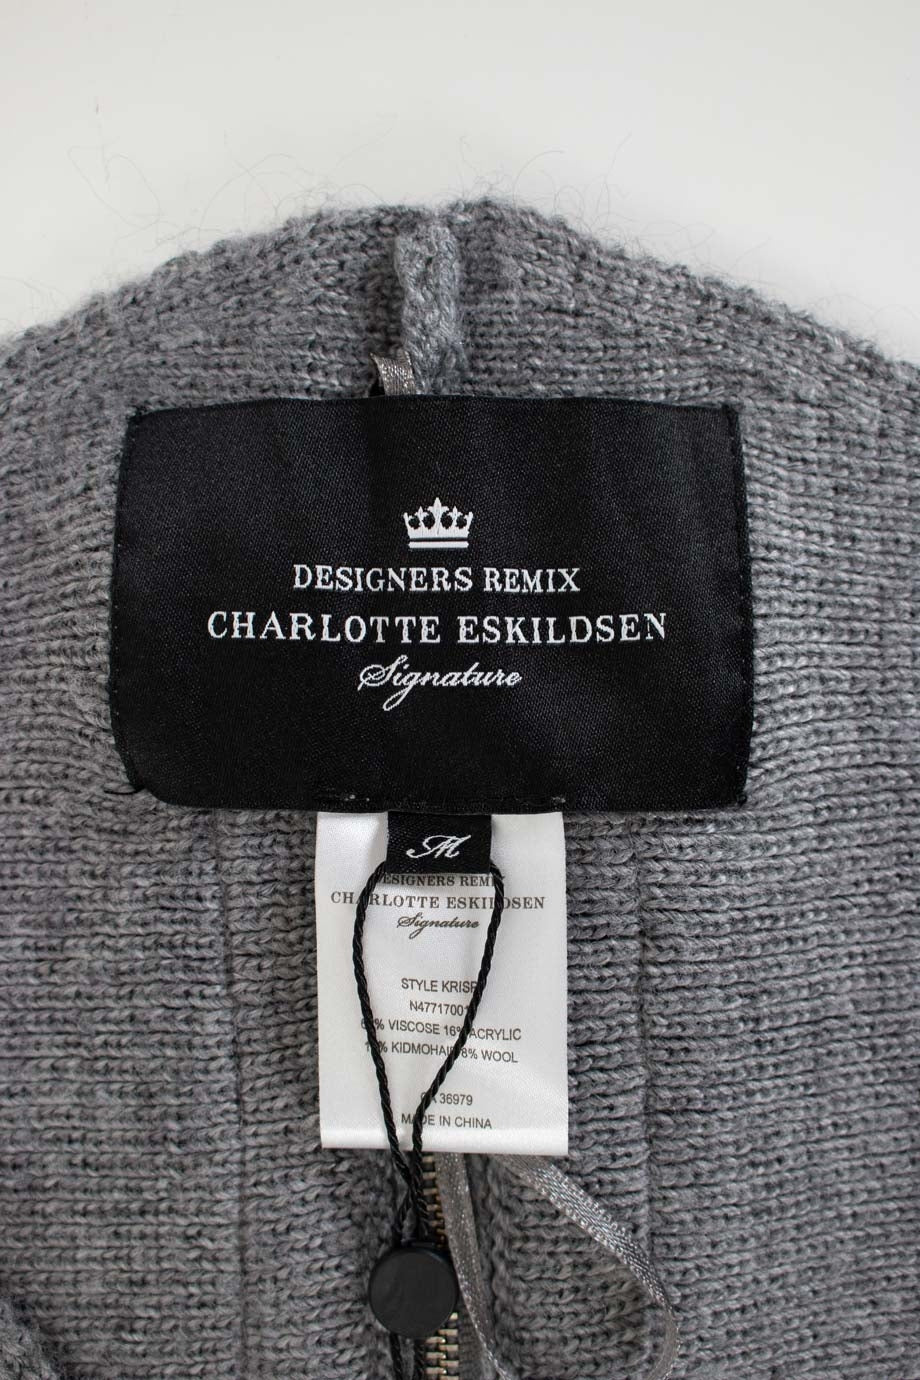 DESIGNERS REMIX
CHARLOTTE ESKILDSEN
Signature
M
DESIGNERS REMIX
CHARLOTTE ESKILDSEN
Signature
STYLE
VISCOSE 16% ACRYLIC
KIDMOHAIR 8% WOOL
36979
MADE IN CHINA